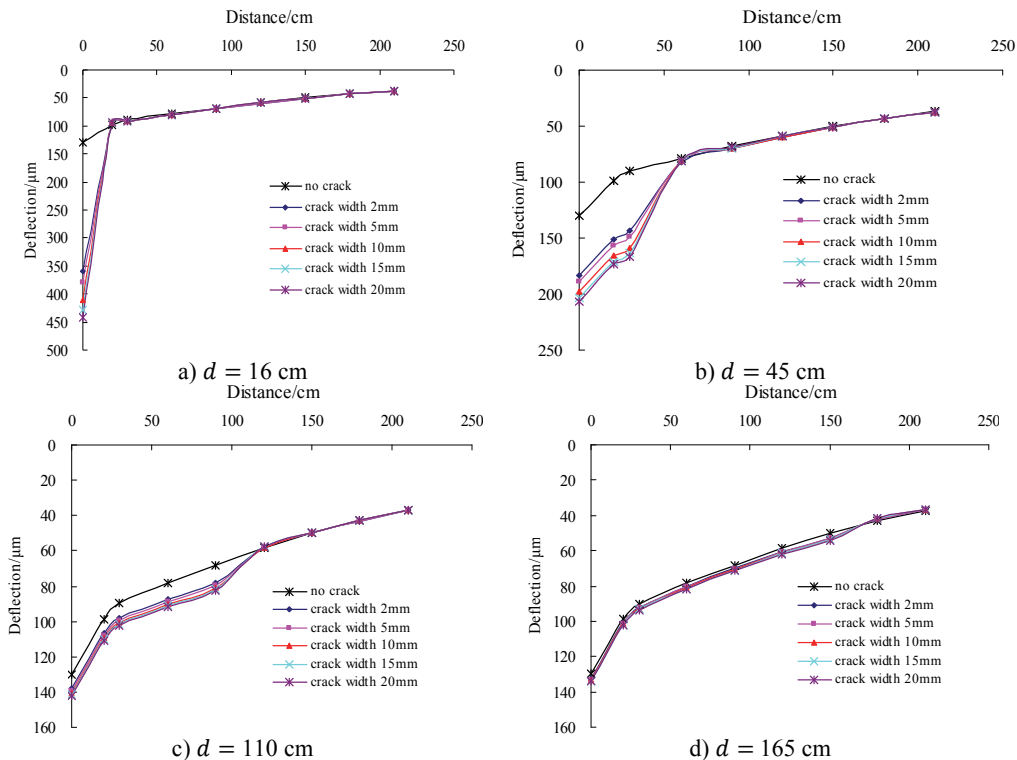 Distance/cm
0 50 100 150 200 250
0
50
100
150
200
250
300
350
400
450
500
Deflection/μm
no crack
crack width 2mm
crack width 5mm
crack width 10mm
crack width 15mm
crack width 20mm
a) d = 16 cm
Distance/cm
0 50 100 150 200 250
0
50
100
150
200
250
Deflection/μm
no crack
crack width 2mm
crack width 5mm
crack width 10mm
crack width 15mm
crack width 20mm
b) d = 45 cm
Distance/cm
0 50 100 150 200 250
0
20
40
60
80
100
120
140
160
Deflection/μm
no crack
crack width 2mm
crack width 5mm
crack width 10mm
crack width 15mm
crack width 20mm
c) d = 110 cm
Distance/cm
0 50 100 150 200 250
0
20
40
60
80
100
120
140
160
Deflection/μm
no crack
crack width 2mm
crack width 5mm
crack width 10mm
crack width 15mm
crack width 20mm
d) d = 165 cm